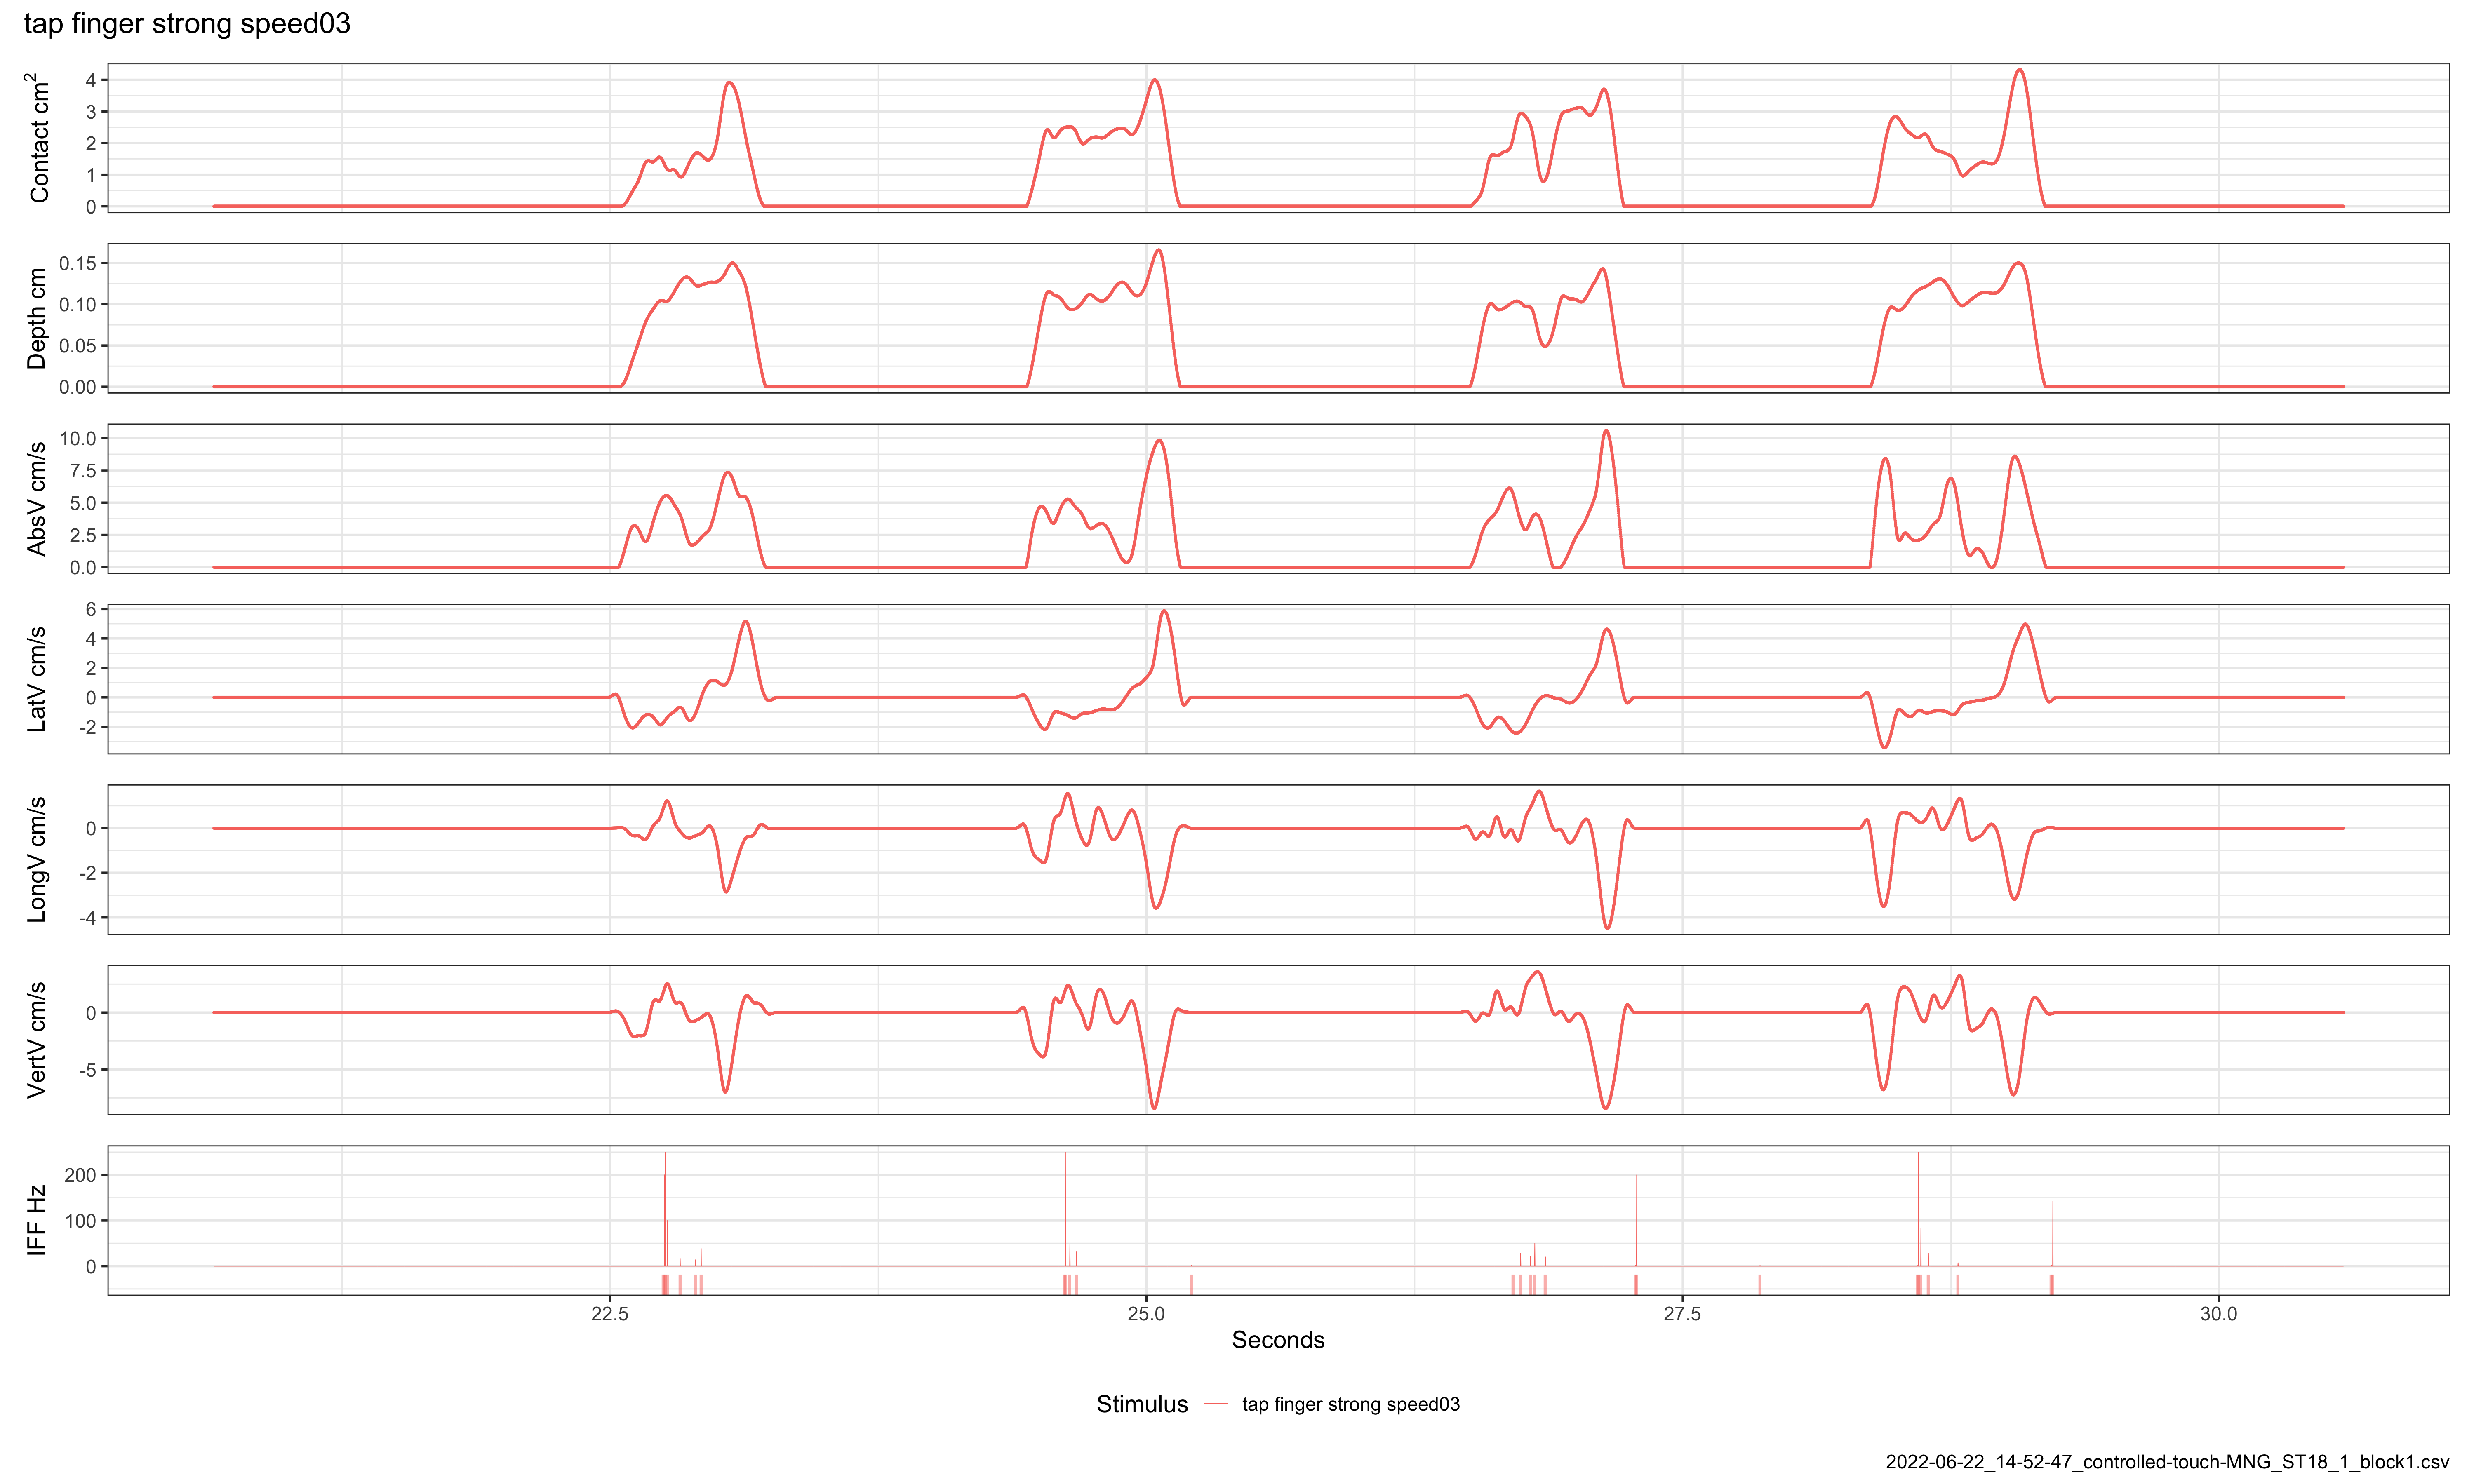 tap finger strong speed03
Contact cm²
4
3
2
1
0
Depth cm
0.15
0.10
0.05
0.00
AbsV cm/s
10.0
7.5
5.0
2.5
0.0
LatV cm/s
6
4
2
0
-2
LongV cm/s
0
-2
-4
VertV cm/s
0
-5
IFF Hz
200
100
0
22.5 25.0 27.5 30.0
Seconds
Stimulus tap finger strong speed03
2022-06-22_14-52-47_controlled-touch-MNG_ST18_1_block1.csv